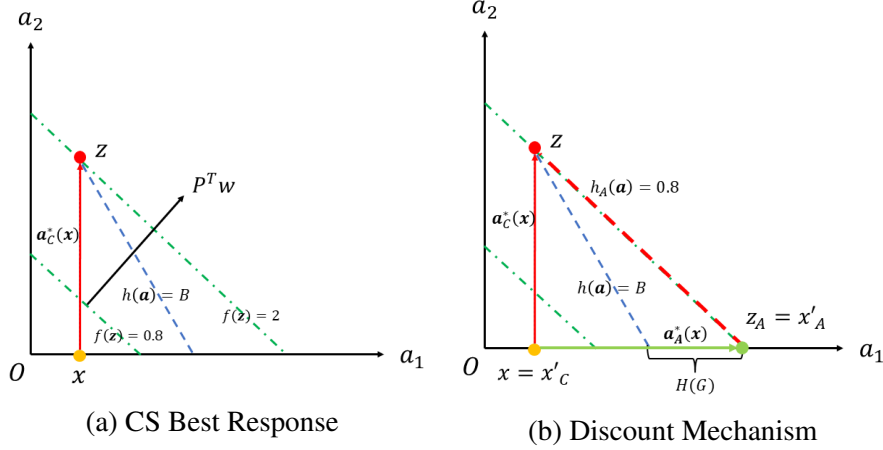 a₂
z
PᵀW
a*_C(x)
h(a) = B
f(z) = 2
f(z) = 0.8
O
x
a₁
(a) CS Best Response
a₂
z
h_A(a) = 0.8
a*_C(x)
h(a) = B
z_A = x'_A
a*_A(x)
O
x = x'_C
a₁
H(G)
(b) Discount Mechanism